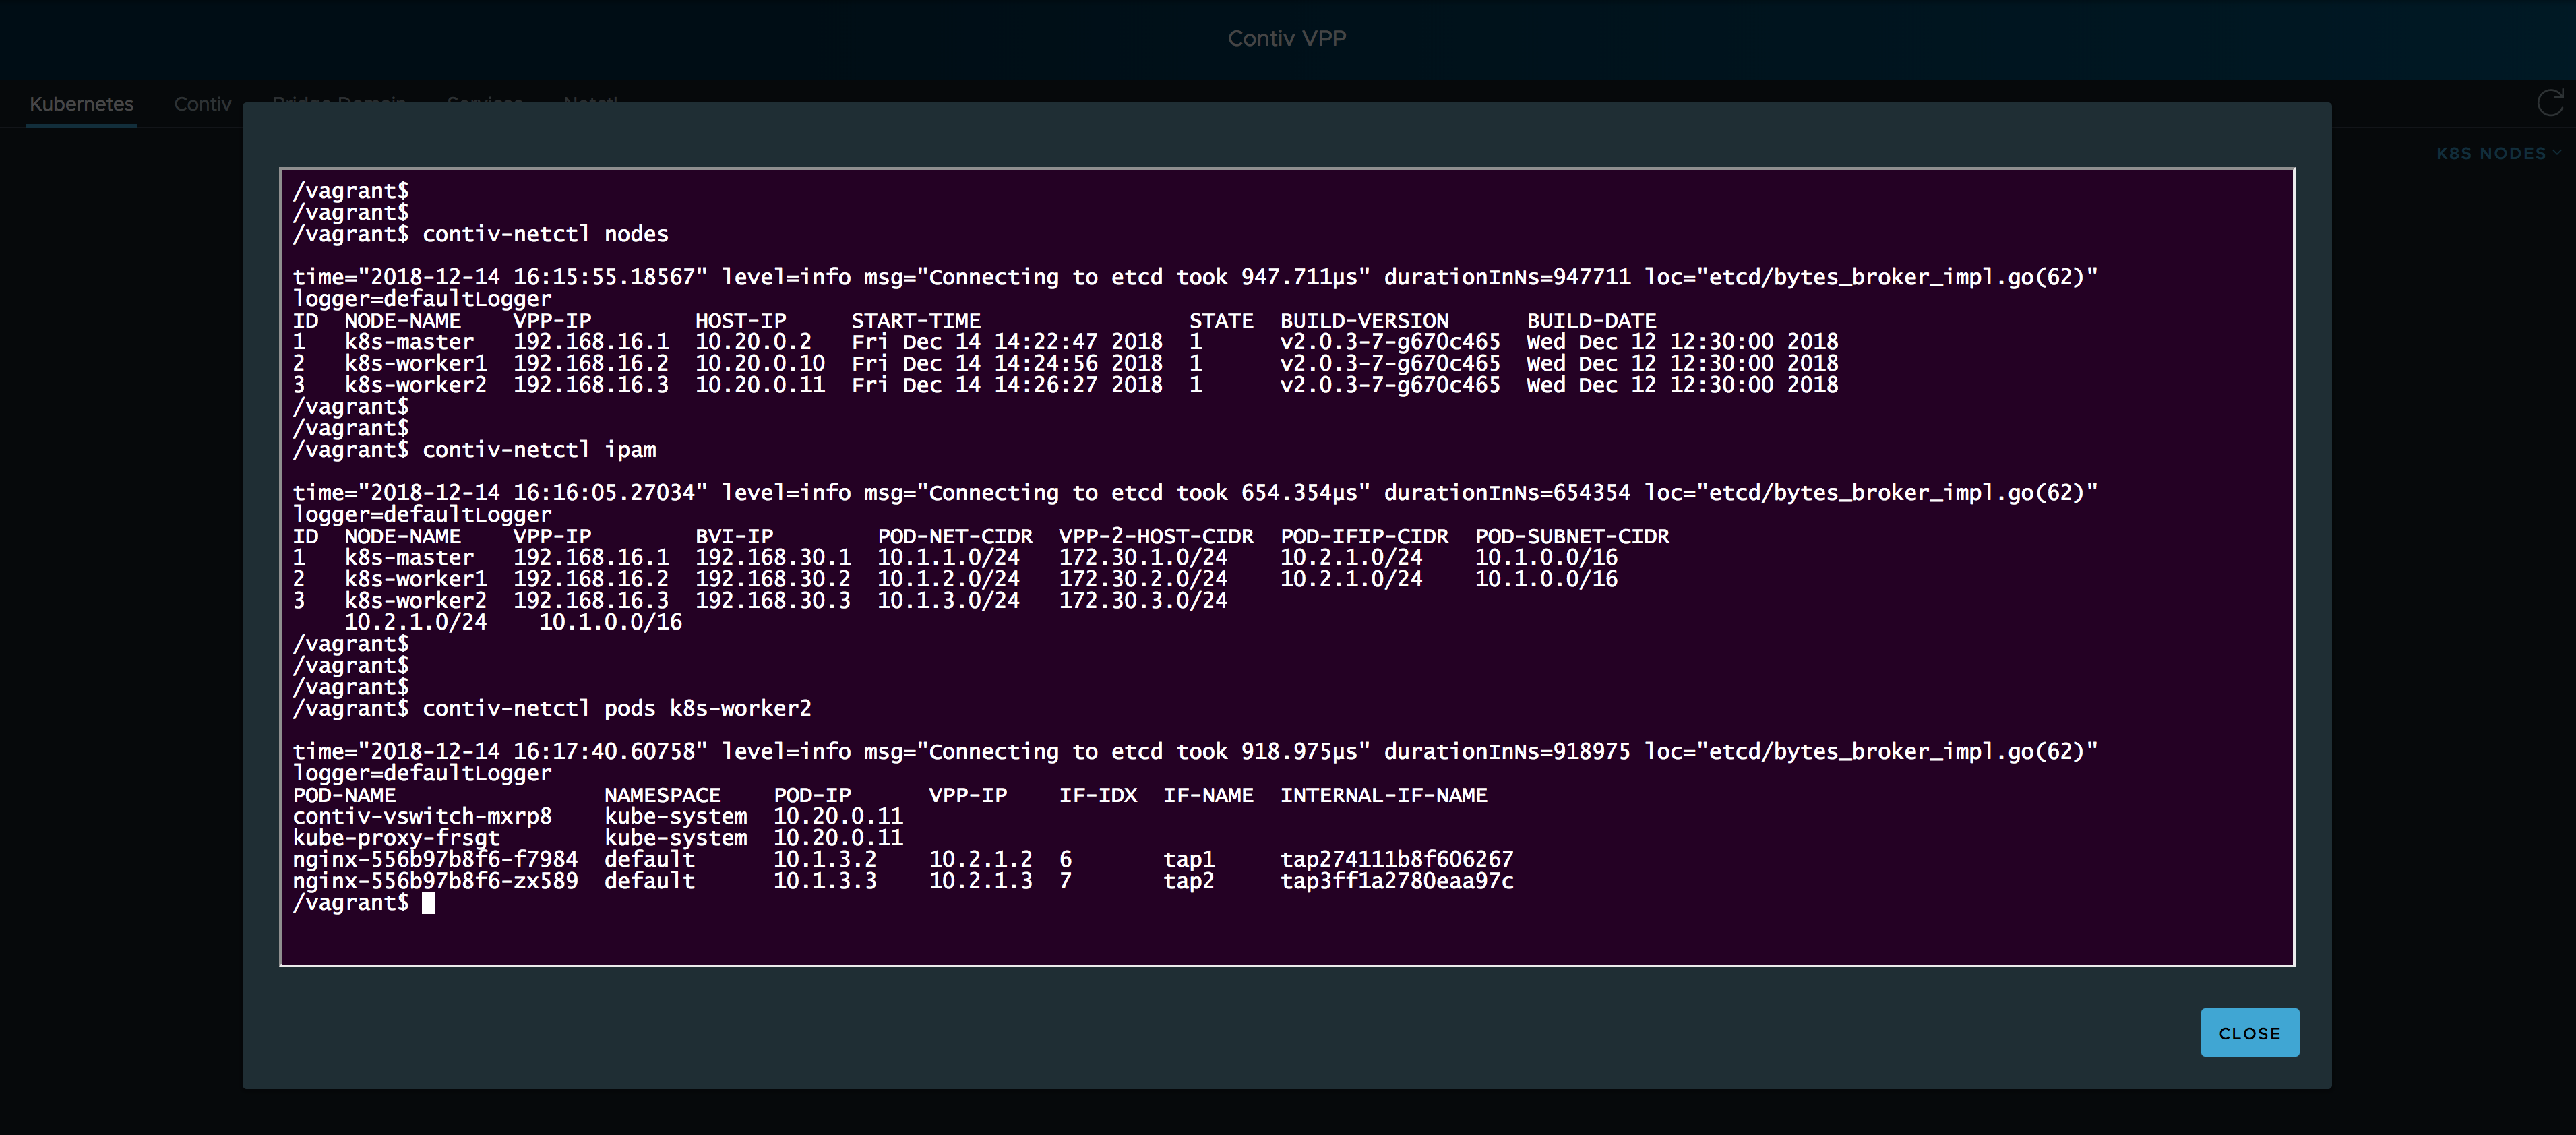 Contiv VPP
Kubernetes Contiv Bridge Domain Services Netctl
K8S NODES
/vagrant$
/vagrant$
/vagrant$ contiv-netctl nodes
time="2018-12-14 16:15:55.18567" level=info msg="Connecting to etcd took 947.711µs" durationInNs=947711 loc="etcd/bytes_broker_impl.go(62)"
logger=defaultLogger
ID NODE-NAME VPP-IP HOST-IP START-TIME STATE BUILD-VERSION BUILD-DATE
1 k8s-master 192.168.16.1 10.20.0.2 Fri Dec 14 14:22:47 2018 1 v2.0.3-7-g670c465 Wed Dec 12 12:30:00 2018
2 k8s-worker1 192.168.16.2 10.20.0.10 Fri Dec 14 14:24:56 2018 1 v2.0.3-7-g670c465 Wed Dec 12 12:30:00 2018
3 k8s-worker2 192.168.16.3 10.20.0.11 Fri Dec 14 14:26:27 2018 1 v2.0.3-7-g670c465 Wed Dec 12 12:30:00 2018
/vagrant$
/vagrant$
/vagrant$ contiv-netctl ipam
time="2018-12-14 16:16:05.27034" level=info msg="Connecting to etcd took 654.354µs" durationInNs=654354 loc="etcd/bytes_broker_impl.go(62)"
logger=defaultLogger
ID NODE-NAME VPP-IP BVI-IP POD-NET-CIDR VPP-2-HOST-CIDR POD-IFIP-CIDR POD-SUBNET-CIDR
1 k8s-master 192.168.16.1 192.168.30.1 10.1.1.0/24 172.30.1.0/24 10.2.1.0/24 10.1.0.0/16
2 k8s-worker1 192.168.16.2 192.168.30.2 10.1.2.0/24 172.30.2.0/24 10.2.1.0/24 10.1.0.0/16
3 k8s-worker2 192.168.16.3 192.168.30.3 10.1.3.0/24 172.30.3.0/24
10.2.1.0/24 10.1.0.0/16
/vagrant$
/vagrant$
/vagrant$
/vagrant$ contiv-netctl pods k8s-worker2
time="2018-12-14 16:17:40.60758" level=info msg="Connecting to etcd took 918.975µs" durationInNs=918975 loc="etcd/bytes_broker_impl.go(62)"
logger=defaultLogger
POD-NAME NAMESPACE POD-IP VPP-IP IF-IDX IF-NAME INTERNAL-IF-NAME
contiv-vswitch-mxrp8 kube-system 10.20.0.11
kube-proxy-frsgt kube-system 10.20.0.11
nginx-556b97b8f6-f7984 default 10.1.3.2 10.2.1.2 6 tap1 tap274111b8f606267
nginx-556b97b8f6-zx589 default 10.1.3.3 10.2.1.3 7 tap2 tap3ff1a2780eaa97c
/vagrant$
CLOSE